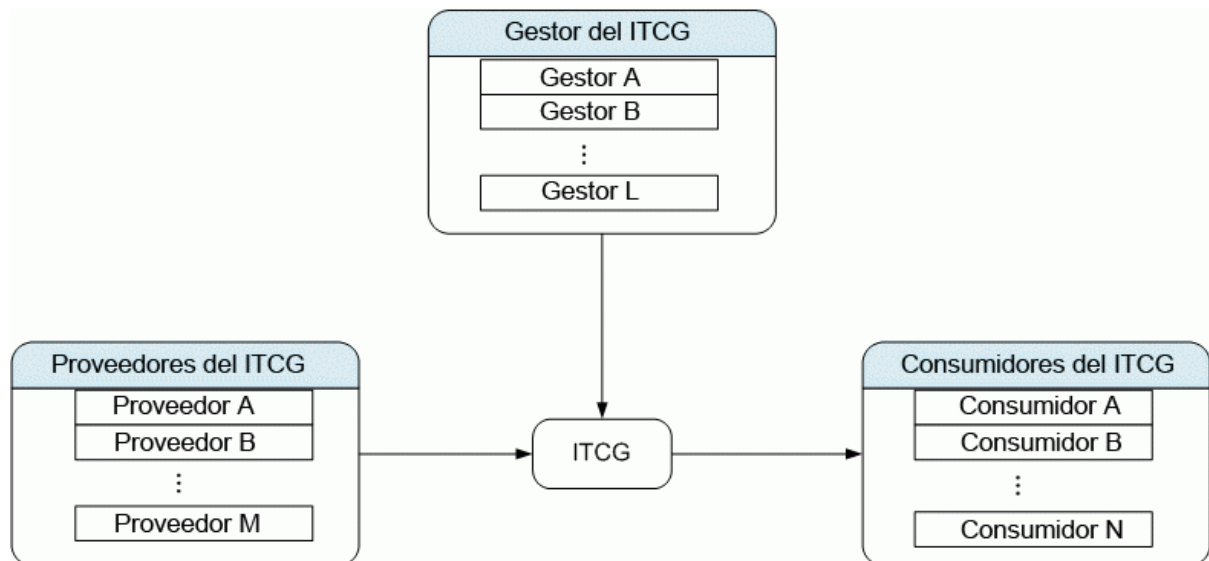 Gestor del ITCG
Gestor A
Gestor B
⋮
Gestor L
Proveedores del ITCG
Proveedor A
Proveedor B
⋮
Proveedor M
ITCG
Consumidores del ITCG
Consumidor A
Consumidor B
⋮
Consumidor N